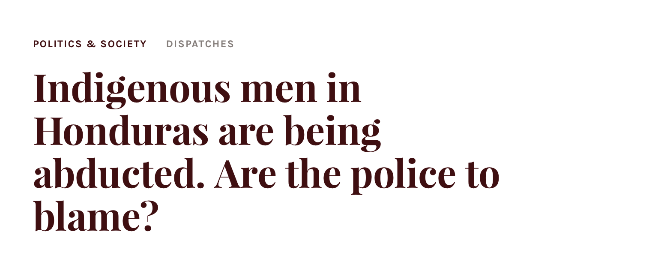 POLITICS & SOCIETY DISPATCHES
Indigenous men in
Honduras are being
abducted. Are the police to
blame?